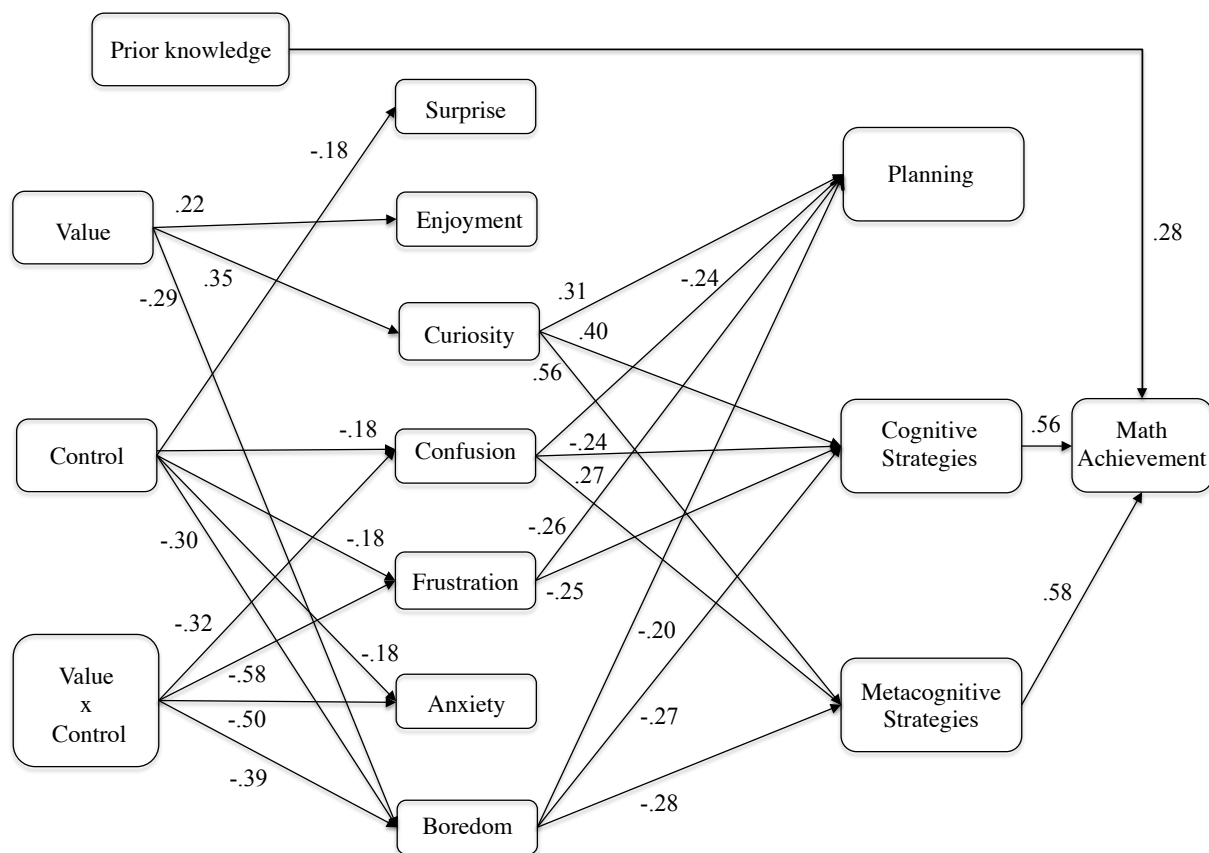 Prior knowledge
Surprise
-.18
Planning
Value
.22
Enjoyment
.28
-.29
.35
-.24
.31
Curiosity
.40
.56
Control
-.18
Confusion
-.24
Cognitive
Strategies
.56
Math
Achievement
.27
-.30
-.18
-.26
Frustration
-.25
-.32
-.20
.58
Value
x
Control
-.18
-.58
-.50
Anxiety
Metacognitive
Strategies
-.27
-.39
-.28
Boredom